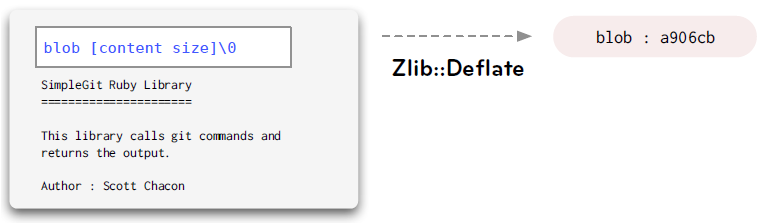 blob [content size]\0
SimpleGit Ruby Library
======================
This library calls git commands and
returns the output.
Author : Scott Chacon
Zlib::Deflate
blob : a906cb